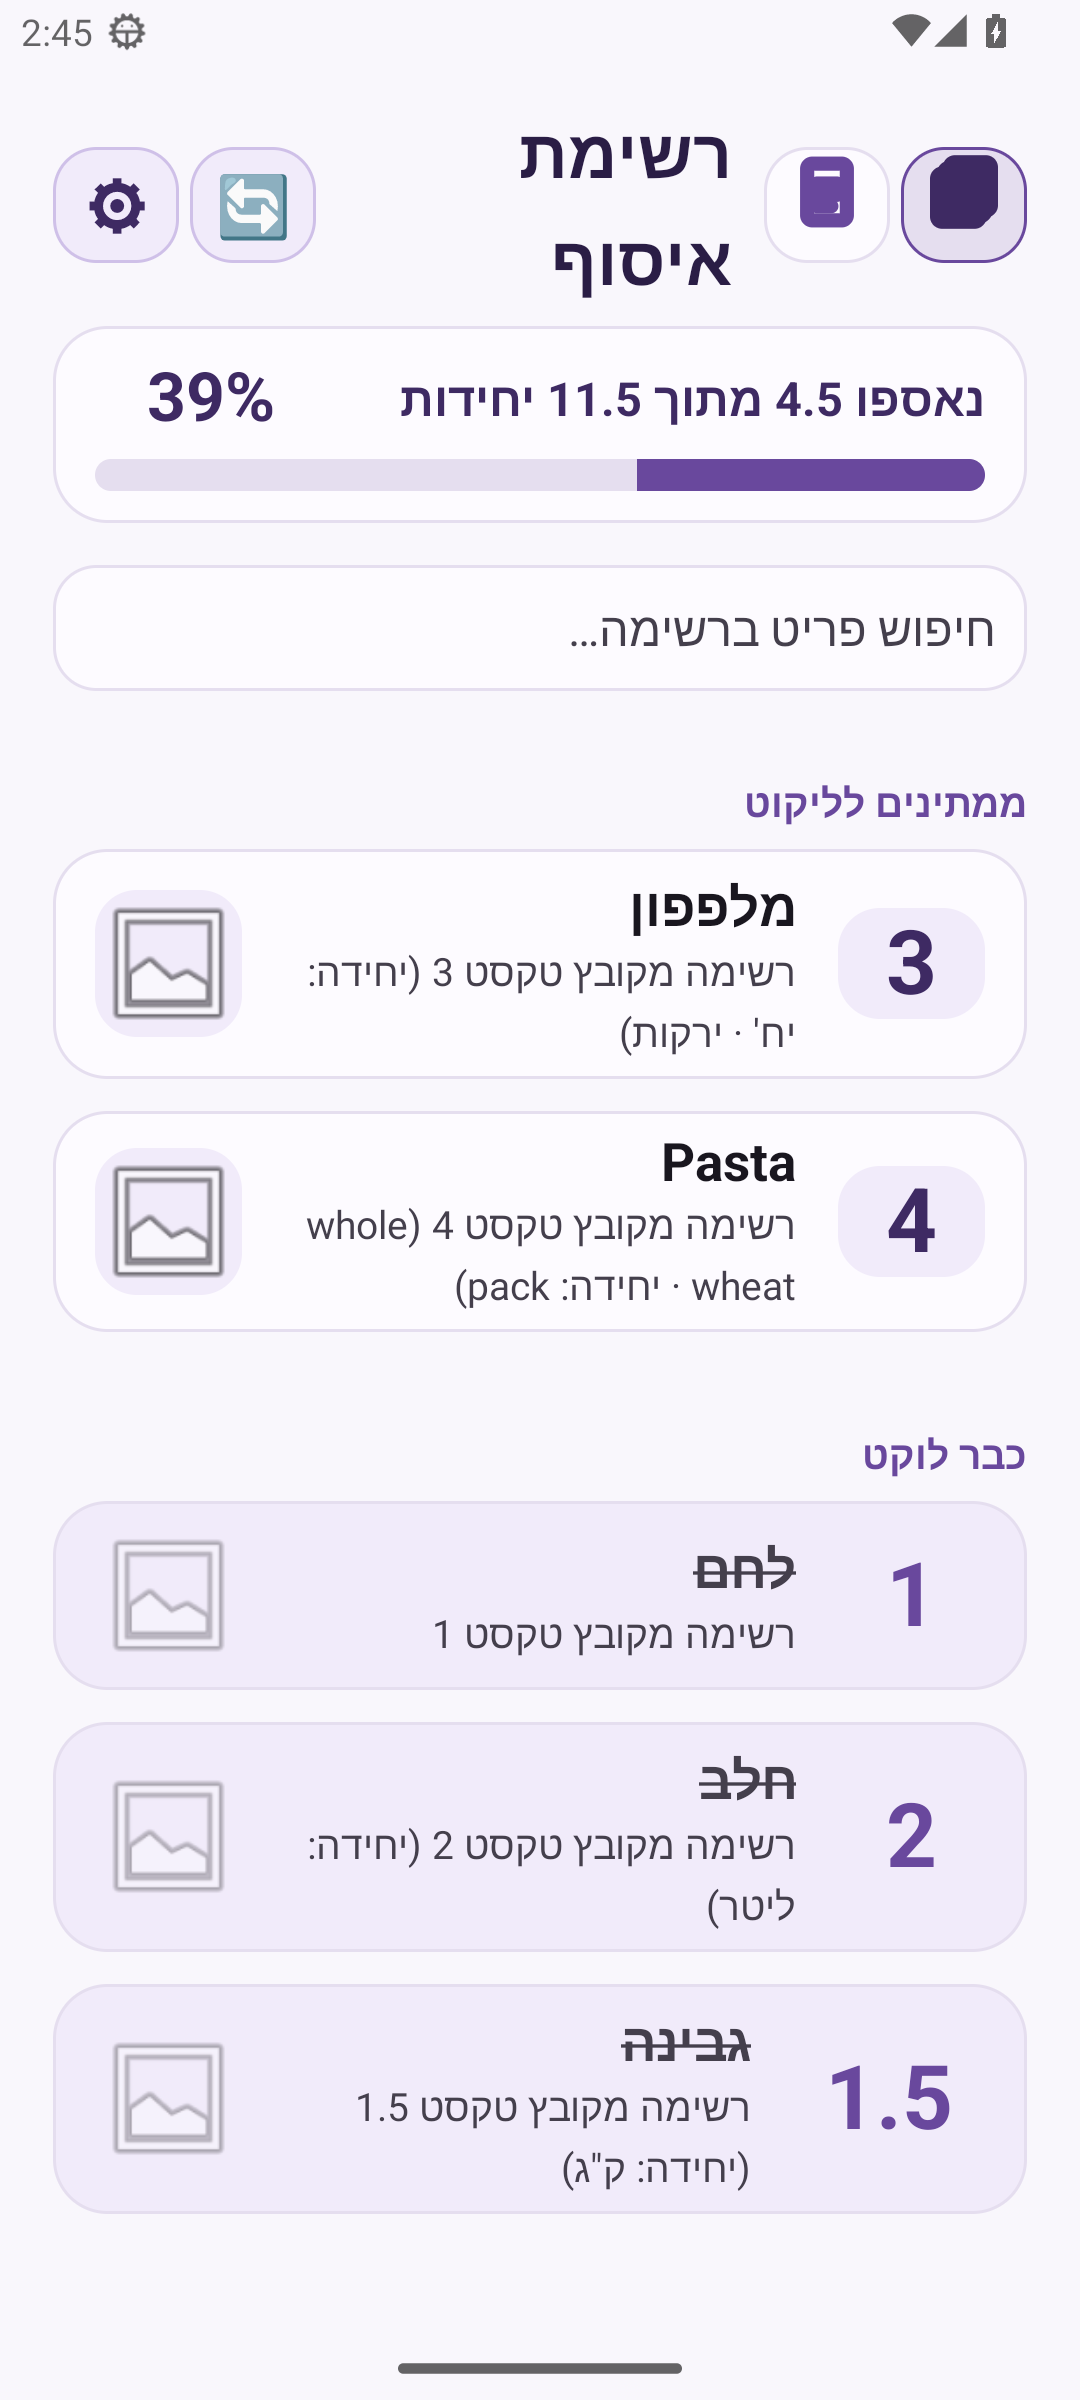 2:45
רשימת
איסוף
נאספו 4.5 מתוך 11.5 יחידות
39%
חיפוש פריט ברשימה...
ממתינים לליקוט
3
מלפפון
רשימה מקובץ טקסט 3 (יחידה:
יח' · ירקות)
4
Pasta
רשימה מקובץ טקסט 4 (whole
wheat · יחידה: pack)
כבר לוקט
1
לחם
רשימה מקובץ טקסט 1
2
חלב
רשימה מקובץ טקסט 2 (יחידה:
ליטר)
1.5
גבינה
רשימה מקובץ טקסט 1.5
(יחידה: ק"ג)